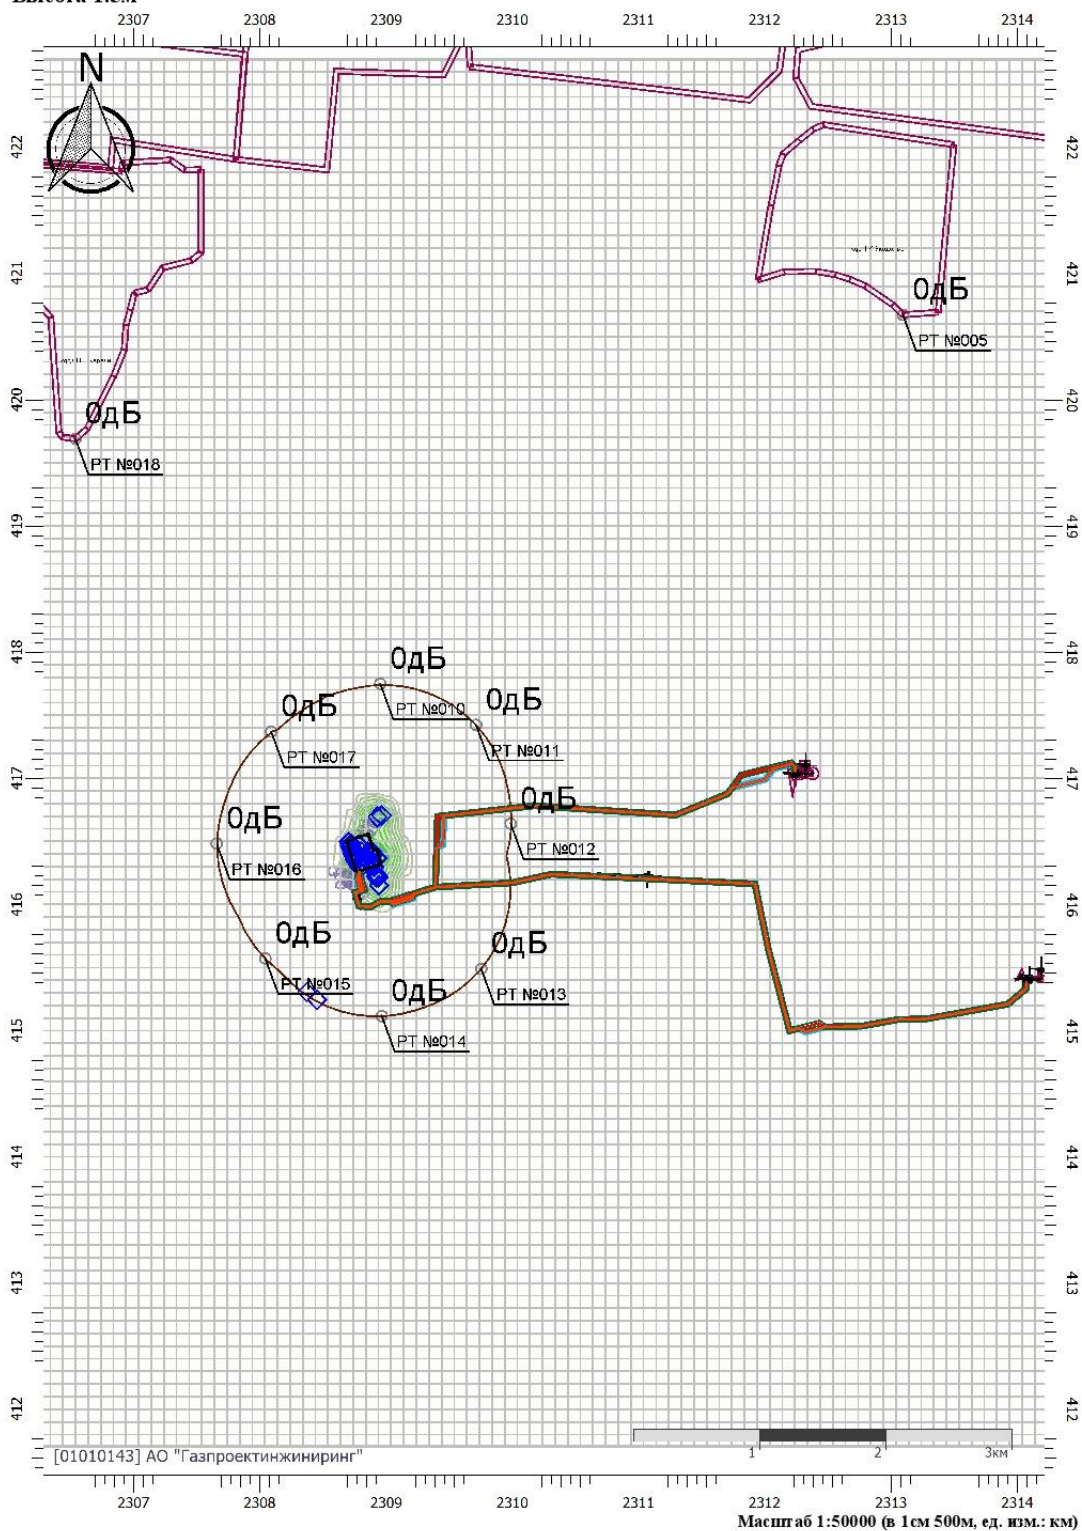 Высота 1.5м
2307 2308 2309 2310 2311 2312 2313 2314
N
422 422
421 421
0дБ
РТ №005
420 420
0дБ
РТ №018
419 419
418 418
0дБ
РТ №010
0дБ
РТ №011
0дБ
РТ №017
417 417
0дБ
РТ №012
0дБ
РТ №016
416 416
0дБ
РТ №015
0дБ
РТ №013
0дБ
РТ №014
415 415
414 414
413 413
412 412
[01010143] АО "Газпроектинжиниринг"
1 2 3км
2307 2308 2309 2310 2311 2312 2313 2314
Масштаб 1:50000 (в 1см 500м, ед. изм.: км)